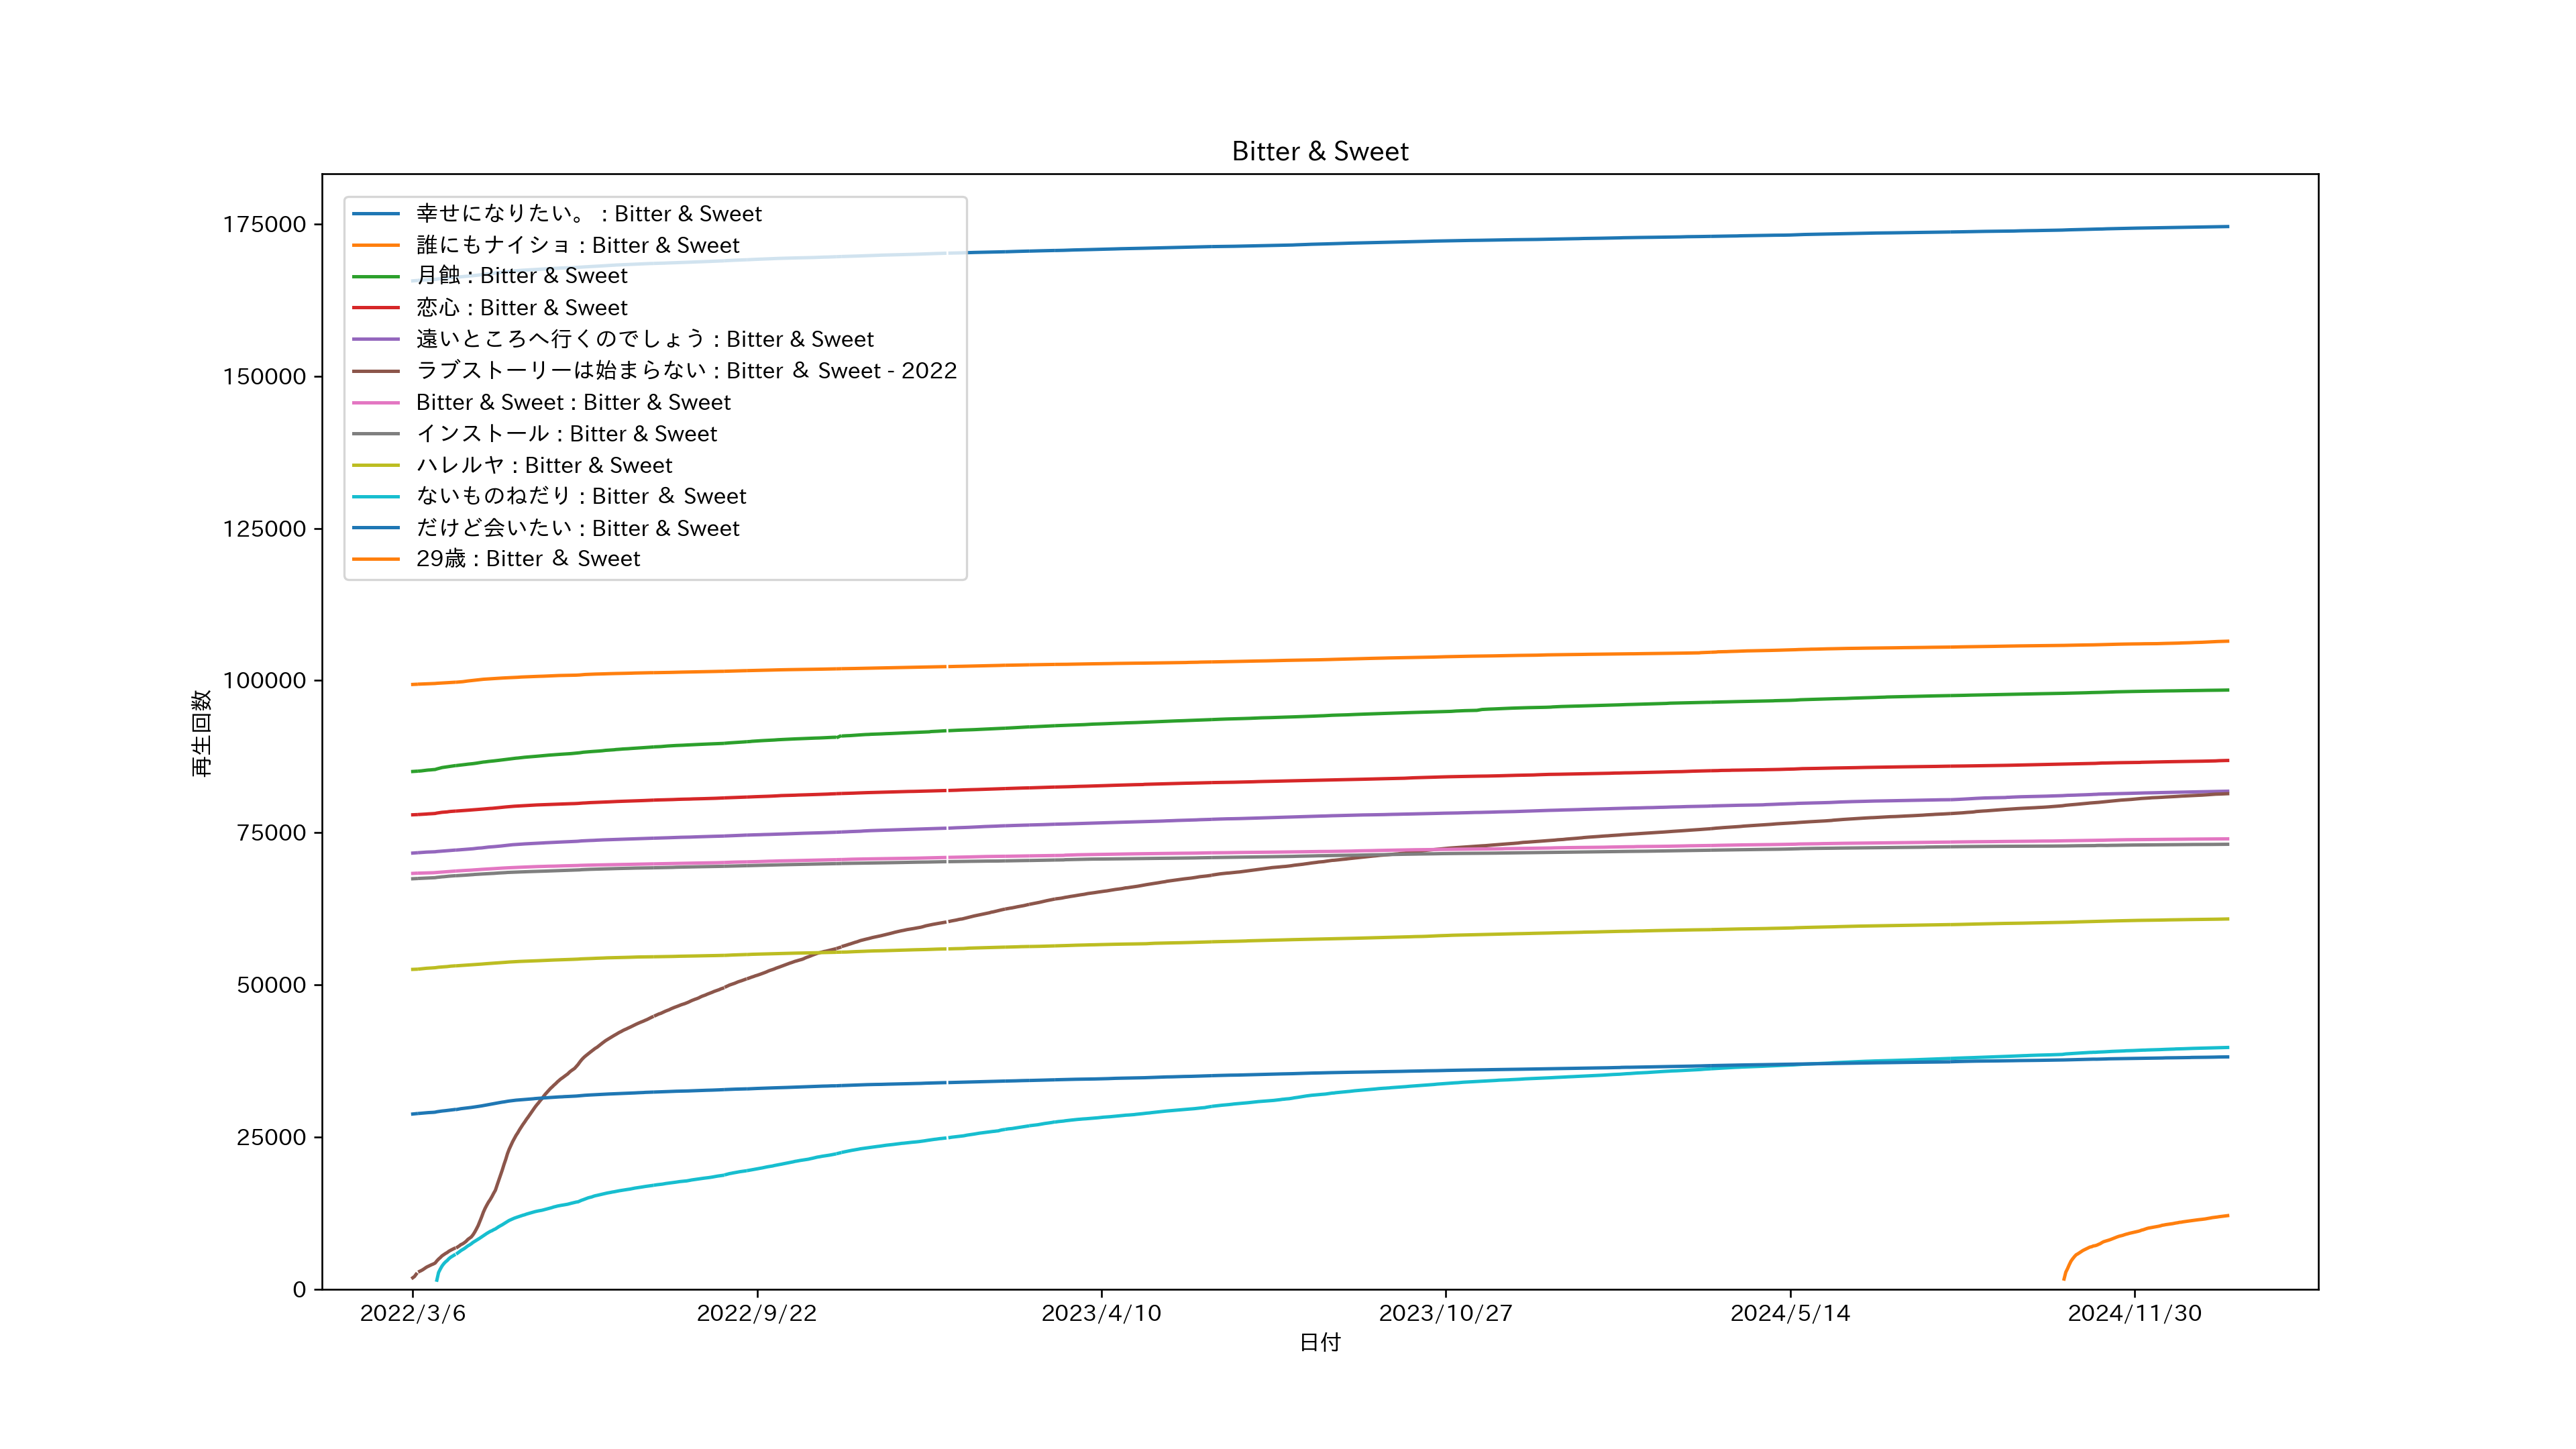 Bitter & Sweet
175000
150000
125000
100000
75000
50000
25000
0
再生回数
幸せになりたい。 : Bitter & Sweet
誰にもナイショ : Bitter & Sweet
月蝕 : Bitter & Sweet
恋心 : Bitter & Sweet
遠いところへ行くのでしょう : Bitter & Sweet
ラブストーリーは始まらない : Bitter ＆ Sweet - 2022
Bitter & Sweet : Bitter & Sweet
インストール : Bitter & Sweet
ハレルヤ : Bitter & Sweet
ないものねだり : Bitter ＆ Sweet
だけど会いたい : Bitter & Sweet
29歳 : Bitter ＆ Sweet
2022/3/6 2022/9/22 2023/4/10 2023/10/27 2024/5/14 2024/11/30
日付